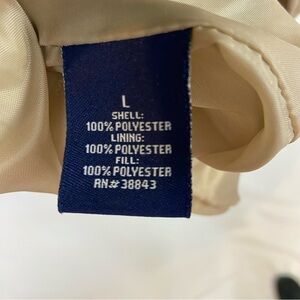 L
SHELL:
100% POLYESTER
LINING:
100% POLYESTER
FILL:
100% POLYESTER
RN# 38843